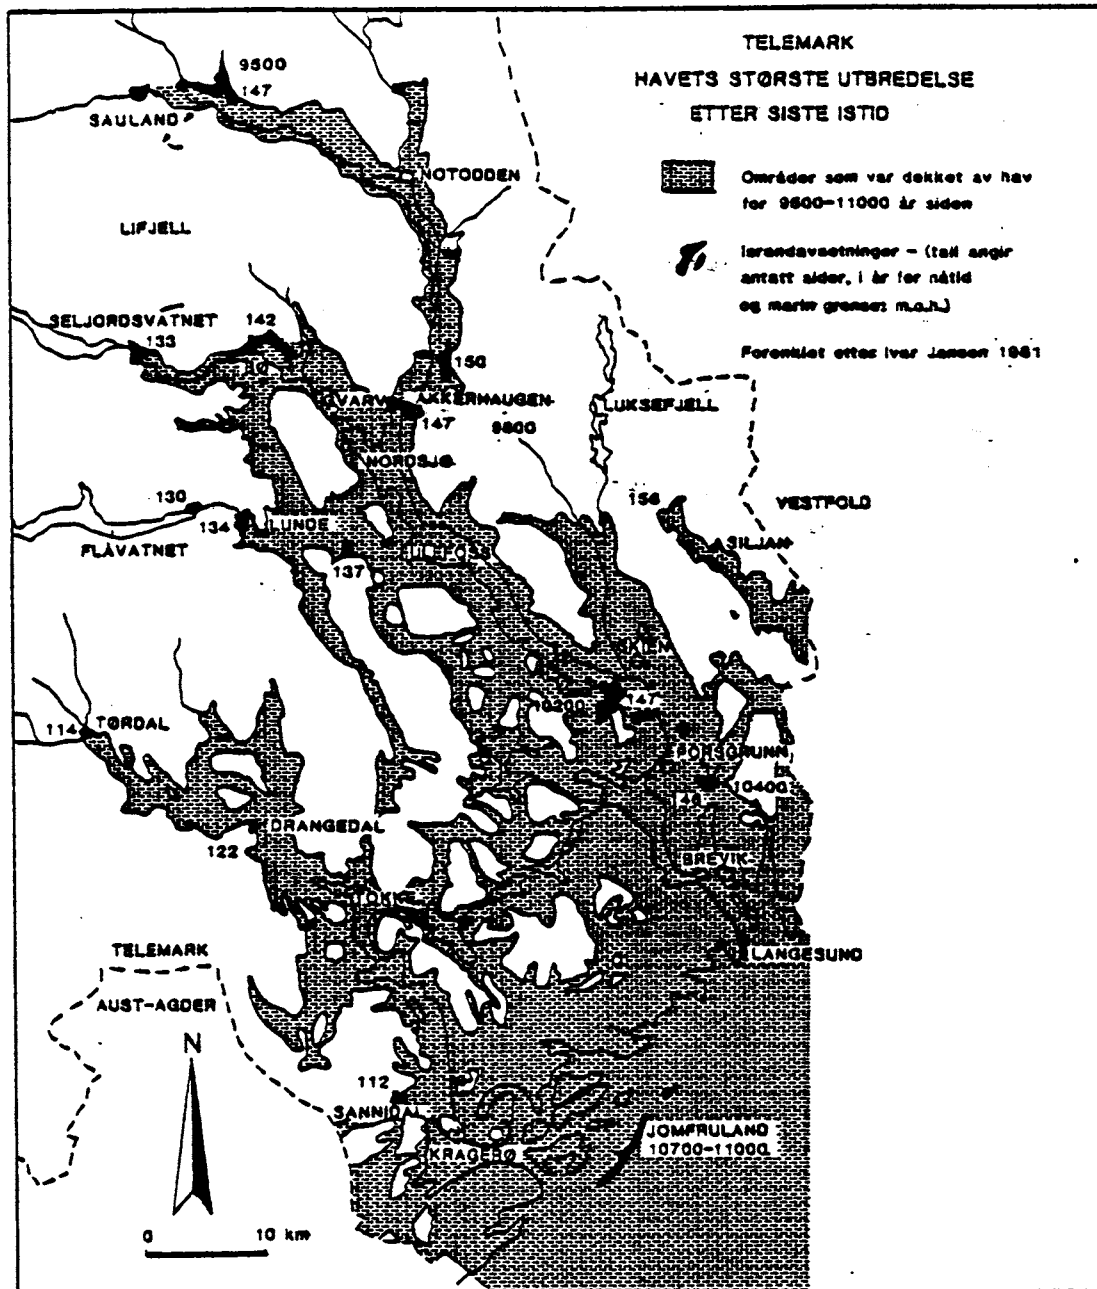 TELEMARK
HAVETS STØRSTE UTBREDELSE
ETTER SISTE ISTID
Områder som var dekket av hav
for 9500-11000 år siden
Israndavsetninger - (tall angir
antatt alder, i år før nåtid
og marin grense: m.o.h.)
Forenklet etter Ivar Jansen 1981
9500
147
SAULAND
NOTODDEN
LIFJELL
SELJORDSVATNET
142
133
BØ
150
AKKERHAUGEN
147
9800
LUKSEFJELL
NORDSJØ
130
134
LUNDE
FLÅVATNET
137
ULEFOSS
156
VESTFOLD
SILJAN
SKIEN
10200
147
114
TØRDAL
PORSGRUNN
10400
DRANGEDAL
122
BREVIK
TOKKE
LANGESUND
TELEMARK
AUST-AGDER
N
112
SANNIDAL
KRAGERØ
JOMFRULAND
10700-11000
0 10 km